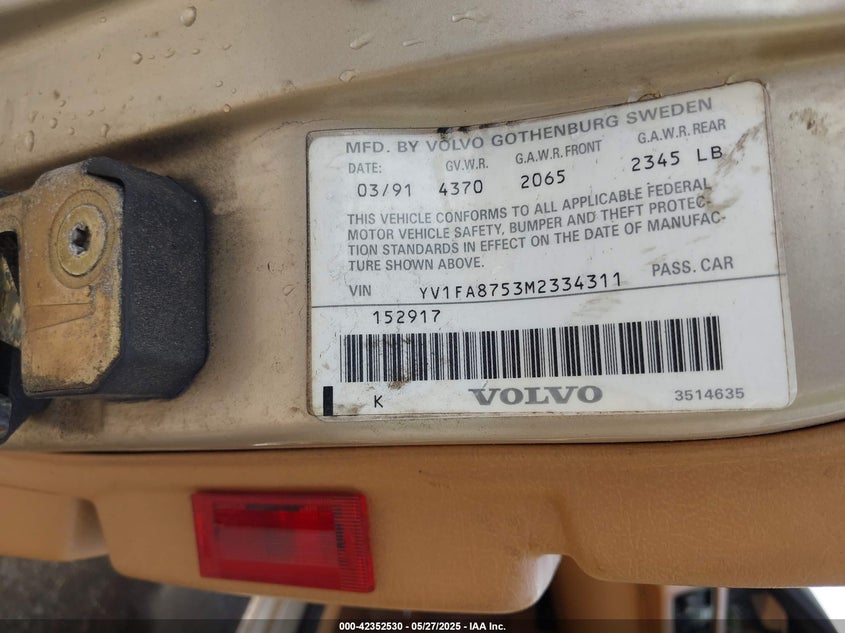 MFD. BY VOLVO GOTHENBURG SWEDEN
DATE: GV.W.R. G.A.W.R. FRONT G.A.W.R. REAR
03/91 4370 2065 2345 LB
THIS VEHICLE CONFORMS TO ALL APPLICABLE FEDERAL
MOTOR VEHICLE SAFETY, BUMPER AND THEFT PROTEC-
TION STANDARDS IN EFFECT ON THE DATE OF MANUFAC-
TURE SHOWN ABOVE.
VIN YV1FA8753M2334311 PASS. CAR
152917
K VOLVO 3514635
000-42352530 - 05/27/2025 - IAA Inc.